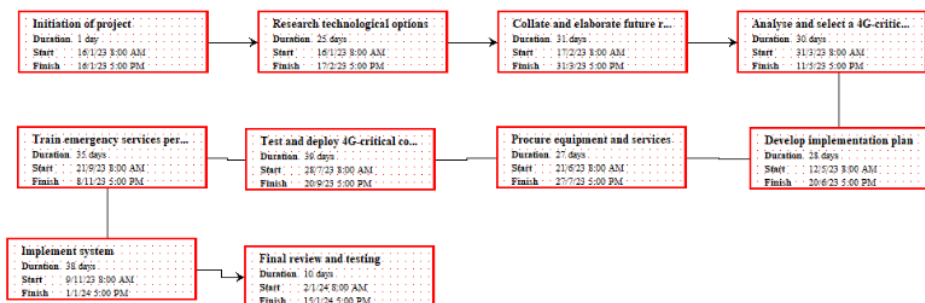 Initiation of project
Duration 1 day
Start 16/1/23 8:00 AM
Finish 16/1/23 5:00 PM
Research technological options
Duration 25 days
Start 16/1/23 8:00 AM
Finish 17/2/23 5:00 PM
Collate and elaborate future r...
Duration 31 days
Start 17/2/23 8:00 AM
Finish 31/3/23 5:00 PM
Analyse and select a 4G-critic...
Duration 30 days
Start 31/3/23 8:00 AM
Finish 11/5/23 5:00 PM
Train emergency services per...
Duration 35 days
Start 21/9/23 8:00 AM
Finish 8/11/23 5:00 PM
Test and deploy 4G-critical co...
Duration 39 days
Start 28/7/23 8:00 AM
Finish 20/9/23 5:00 PM
Procure equipment and services
Duration 27 days
Start 21/6/23 8:00 AM
Finish 27/7/23 5:00 PM
Develop implementation plan
Duration 28 days
Start 12/5/23 8:00 AM
Finish 20/6/23 5:00 PM
Implement system
Duration 38 days
Start 9/11/23 8:00 AM
Finish 1/1/24 5:00 PM
Final review and testing
Duration 10 days
Start 2/1/24 8:00 AM
Finish 15/1/24 5:00 PM